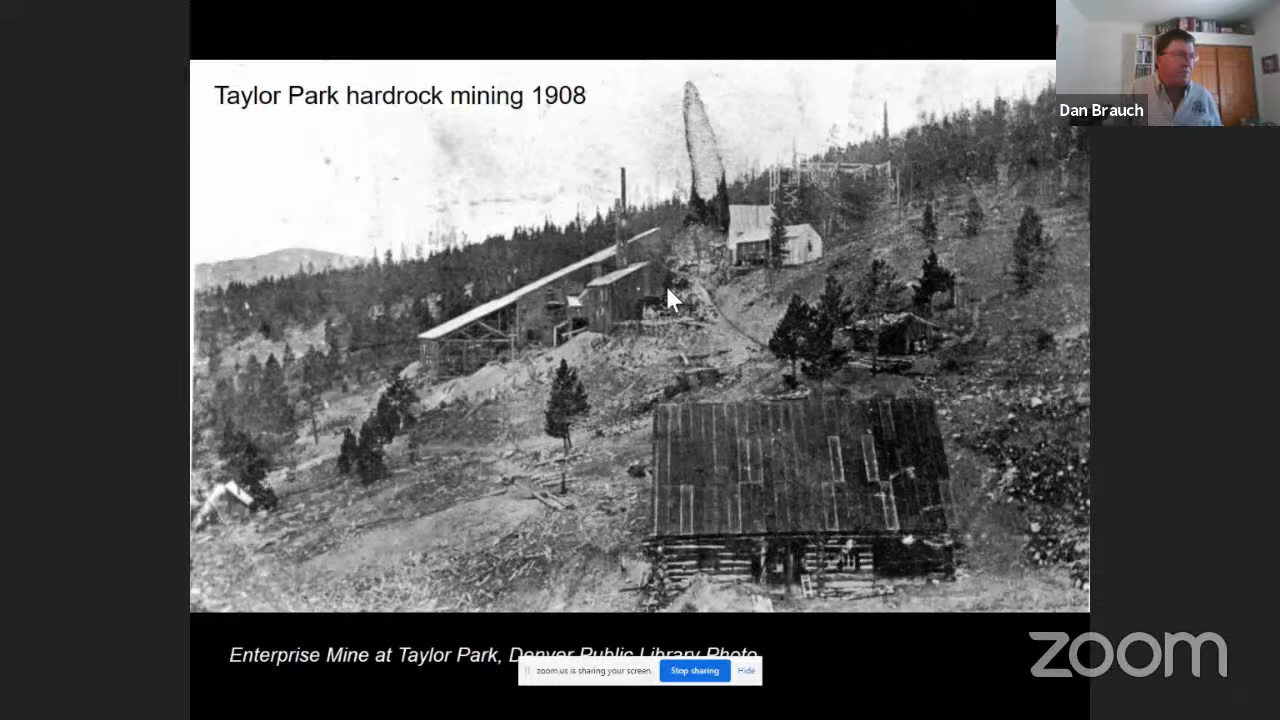 Taylor Park hardrock mining 1908
Dan Brauch
Enterprise Mine at Taylor Park, Denver Public Library Photo
zoom.us is sharing your screen.
Stop sharing
Hide
zoom